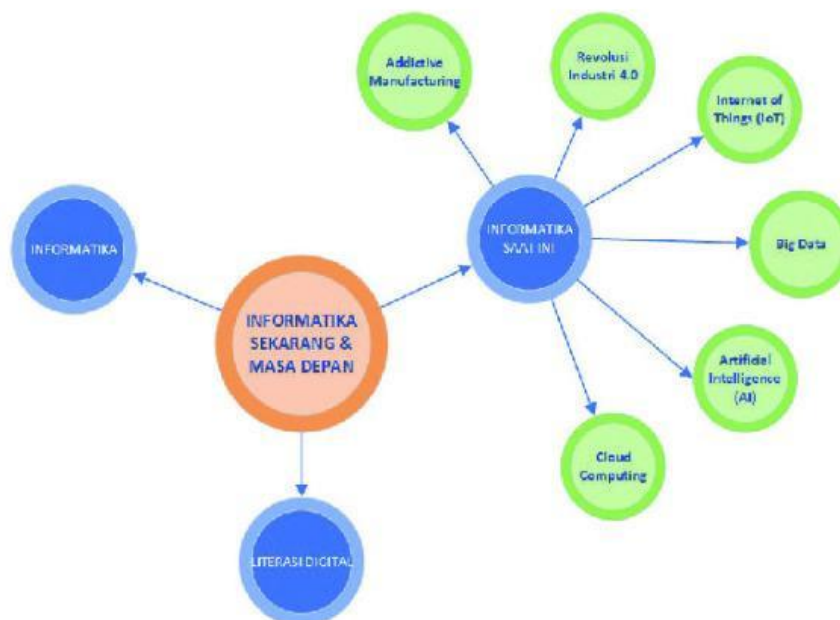 Addictive
Manufacturing
Revolusi
Industri 4.0
Internet of
Things (IoT)
INFORMATIKA
INFORMATIKA
SAAT INI
Big Data
INFORMATIKA
SEKARANG &
MASA DEPAN
Artificial
Intelligence
(AI)
Cloud
Computing
LITERASI DIGITAL